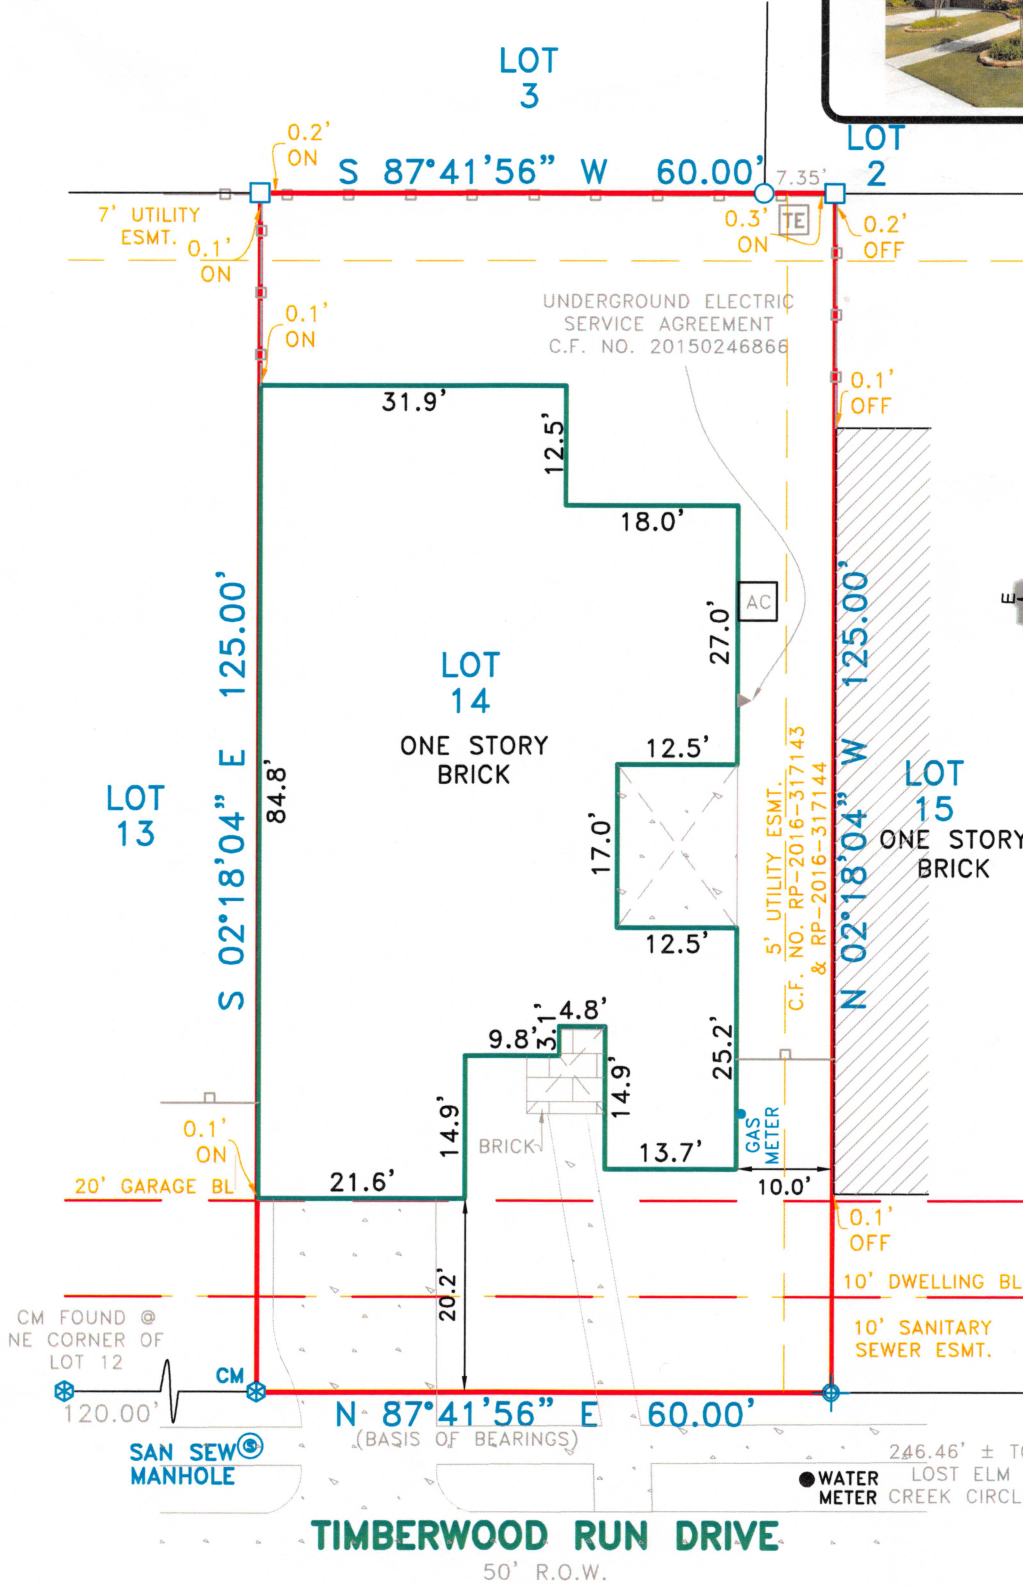 LOT
3
LOT
2
0.2'
ON
S 87°41'56" W 60.00'
7.35'
7' UTILITY
ESMT.
0.1'
ON
0.3'
ON
TE
0.2'
OFF
0.1'
ON
UNDERGROUND ELECTRIC
SERVICE AGREEMENT
C.F. NO. 20150246866
31.9'
12.5'
0.1'
OFF
18.0'
S 02°18'04" E 125.00'
84.8'
LOT
14
ONE STORY
BRICK
27.0'
AC
N 02°18'04" W 125.00'
E
LOT
13
12.5'
17.0'
12.5'
5' UTILITY ESMT.
C.F. NO. RP-2016-317143
& RP-2016-317144
LOT
15
ONE STORY
BRICK
9.8'
3.1'
4.8'
14.9'
14.9'
25.2'
BRICK
GAS
METER
13.7'
10.0'
0.1'
ON
20' GARAGE BL
21.6'
0.1'
OFF
20.2'
10' DWELLING BL
10' SANITARY
SEWER ESMT.
CM FOUND @
NE CORNER OF
LOT 12
CM
120.00'
N 87°41'56" E 60.00'
(BASIS OF BEARINGS)
SAN SEW
S
MANHOLE
246.46' ± TO
LOST ELM
CREEK CIRCL
WATER
METER
TIMBERWOOD RUN DRIVE
50' R.O.W.